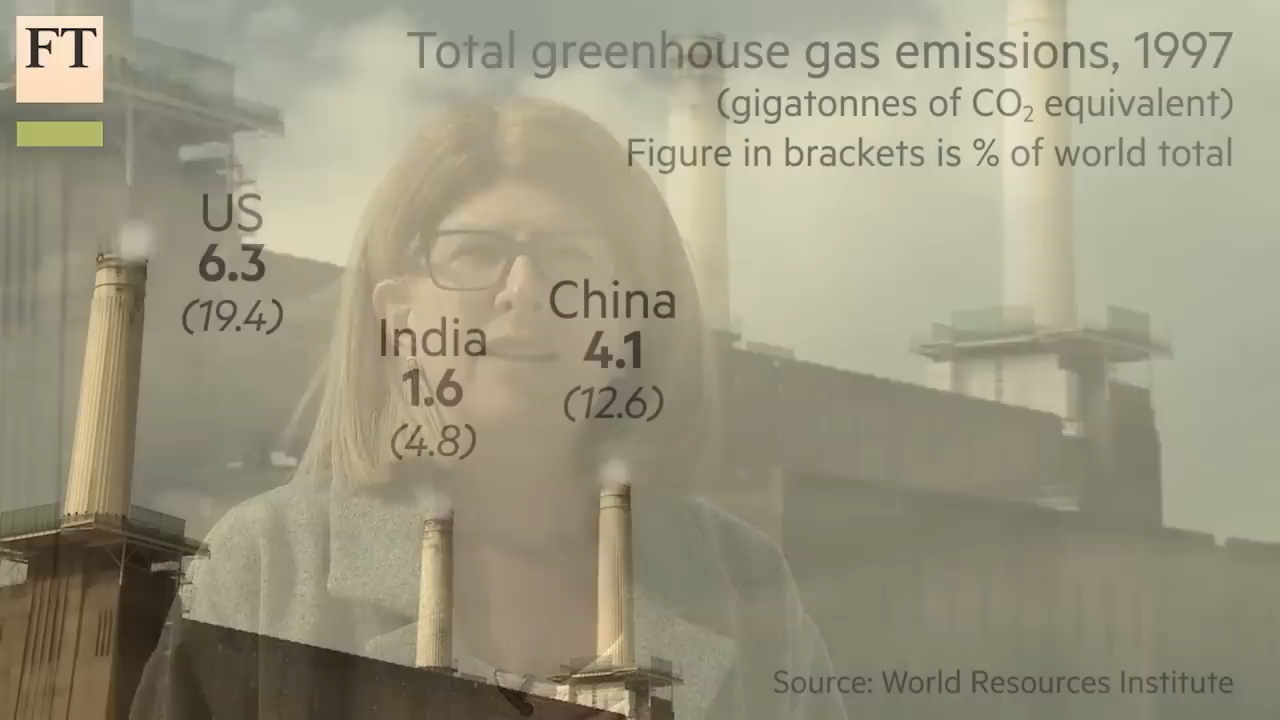 FT
Total greenhouse gas emissions, 1997
(gigatonnes of CO₂ equivalent)
Figure in brackets is % of world total
US
6.3
(19.4)
India
1.6
(4.8)
China
4.1
(12.6)
Source: World Resources Institute